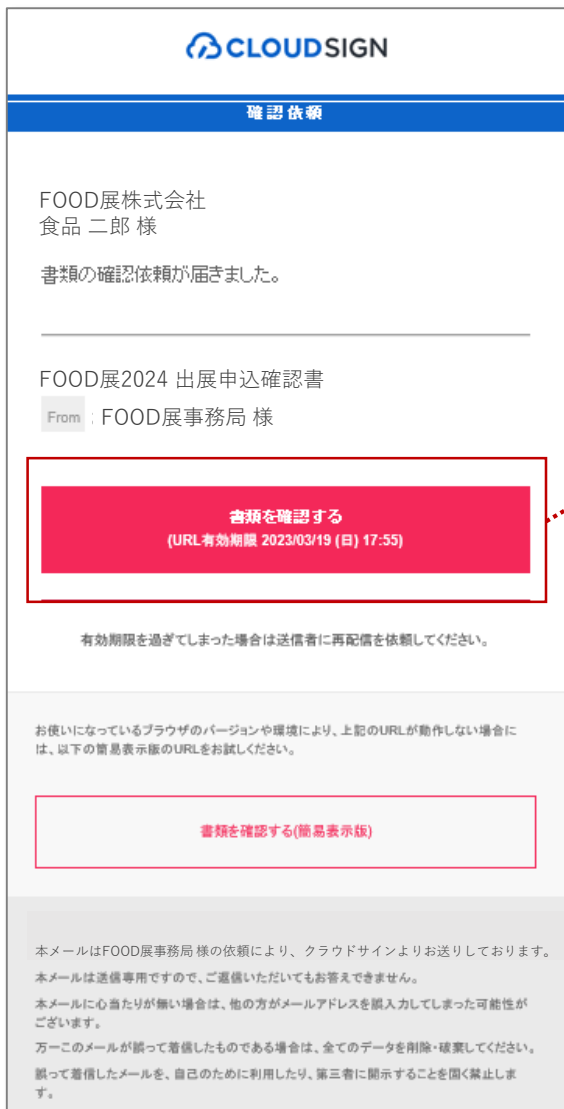 CLOUDSIGN
確認依頼
FOOD展株式会社
食品 二郎 様
書類の確認依頼が届きました。
FOOD展2024 出展申込確認書
From : FOOD展事務局 様
書類を確認する
(URL有効期限 2023/03/19 (日) 17:55)
有効期限を過ぎてしまった場合は送信者に再配信を依頼してください。
お使いになっているブラウザのバージョンや環境により、上記のURLが動作しない場合に
は、以下の簡易表示版のURLをお試しください。
書類を確認する(簡易表示版)
本メールはFOOD展事務局 様の依頼により、クラウドサインよりお送りしております。
本メールは送信専用ですので、ご返信いただいてもお答えできません。
本メールに心当たりが無い場合は、他の方がメールアドレスを誤入力してしまった可能性が
ございます。
万一このメールが誤って着信したものである場合は、全てのデータを削除・破棄してください。
誤って着信したメールを、自己のために利用したり、第三者に開示することを固く禁止しま
す。